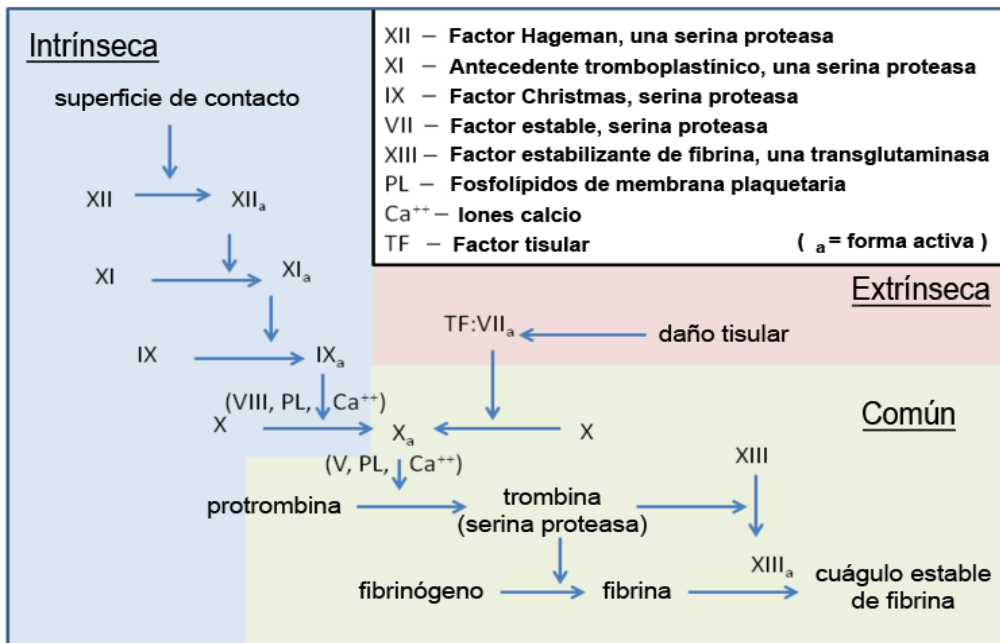 Intrínseca
superficie de contacto
XII
XIIₐ
XI
XIₐ
IX
IXₐ
(VIII, PL, Ca⁺⁺)
X
Xₐ
X
(V, PL, Ca⁺⁺)
XII – Factor Hageman, una serina proteasa
XI – Antecedente tromboplastínico, una serina proteasa
IX – Factor Christmas, serina proteasa
VII – Factor estable, serina proteasa
XIII – Factor estabilizante de fibrina, una transglutaminasa
PL – Fosfolípidos de membrana plaquetaria
Ca⁺⁺ – Iones calcio
TF – Factor tisular ( ₐ = forma activa )
Extrínseca
TF:VIIₐ
daño tisular
Común
XIII
protrombina
trombina
(serina proteasa)
XIIIₐ
fibrinógeno
fibrina
cuágulo estable
de fibrina